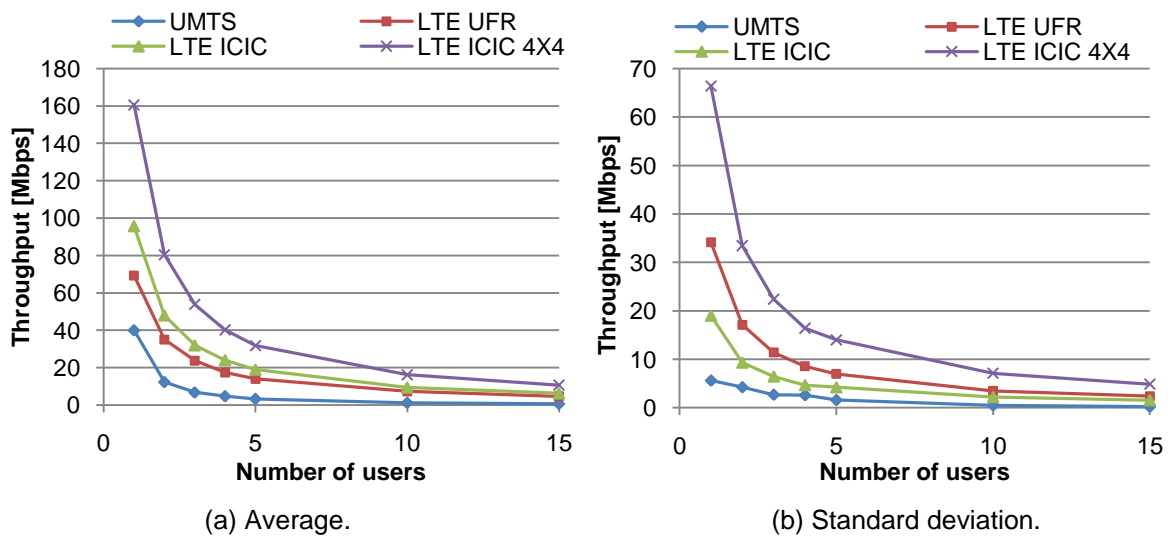 UMTS
LTE UFR
LTE ICIC
LTE ICIC 4X4
180
160
140
120
100
80
60
40
20
0
0
5
10
15
Throughput [Mbps]
Number of users
(a) Average.
UMTS
LTE UFR
LTE ICIC
LTE ICIC 4X4
70
60
50
40
30
20
10
0
0
5
10
15
Throughput [Mbps]
Number of users
(b) Standard deviation.